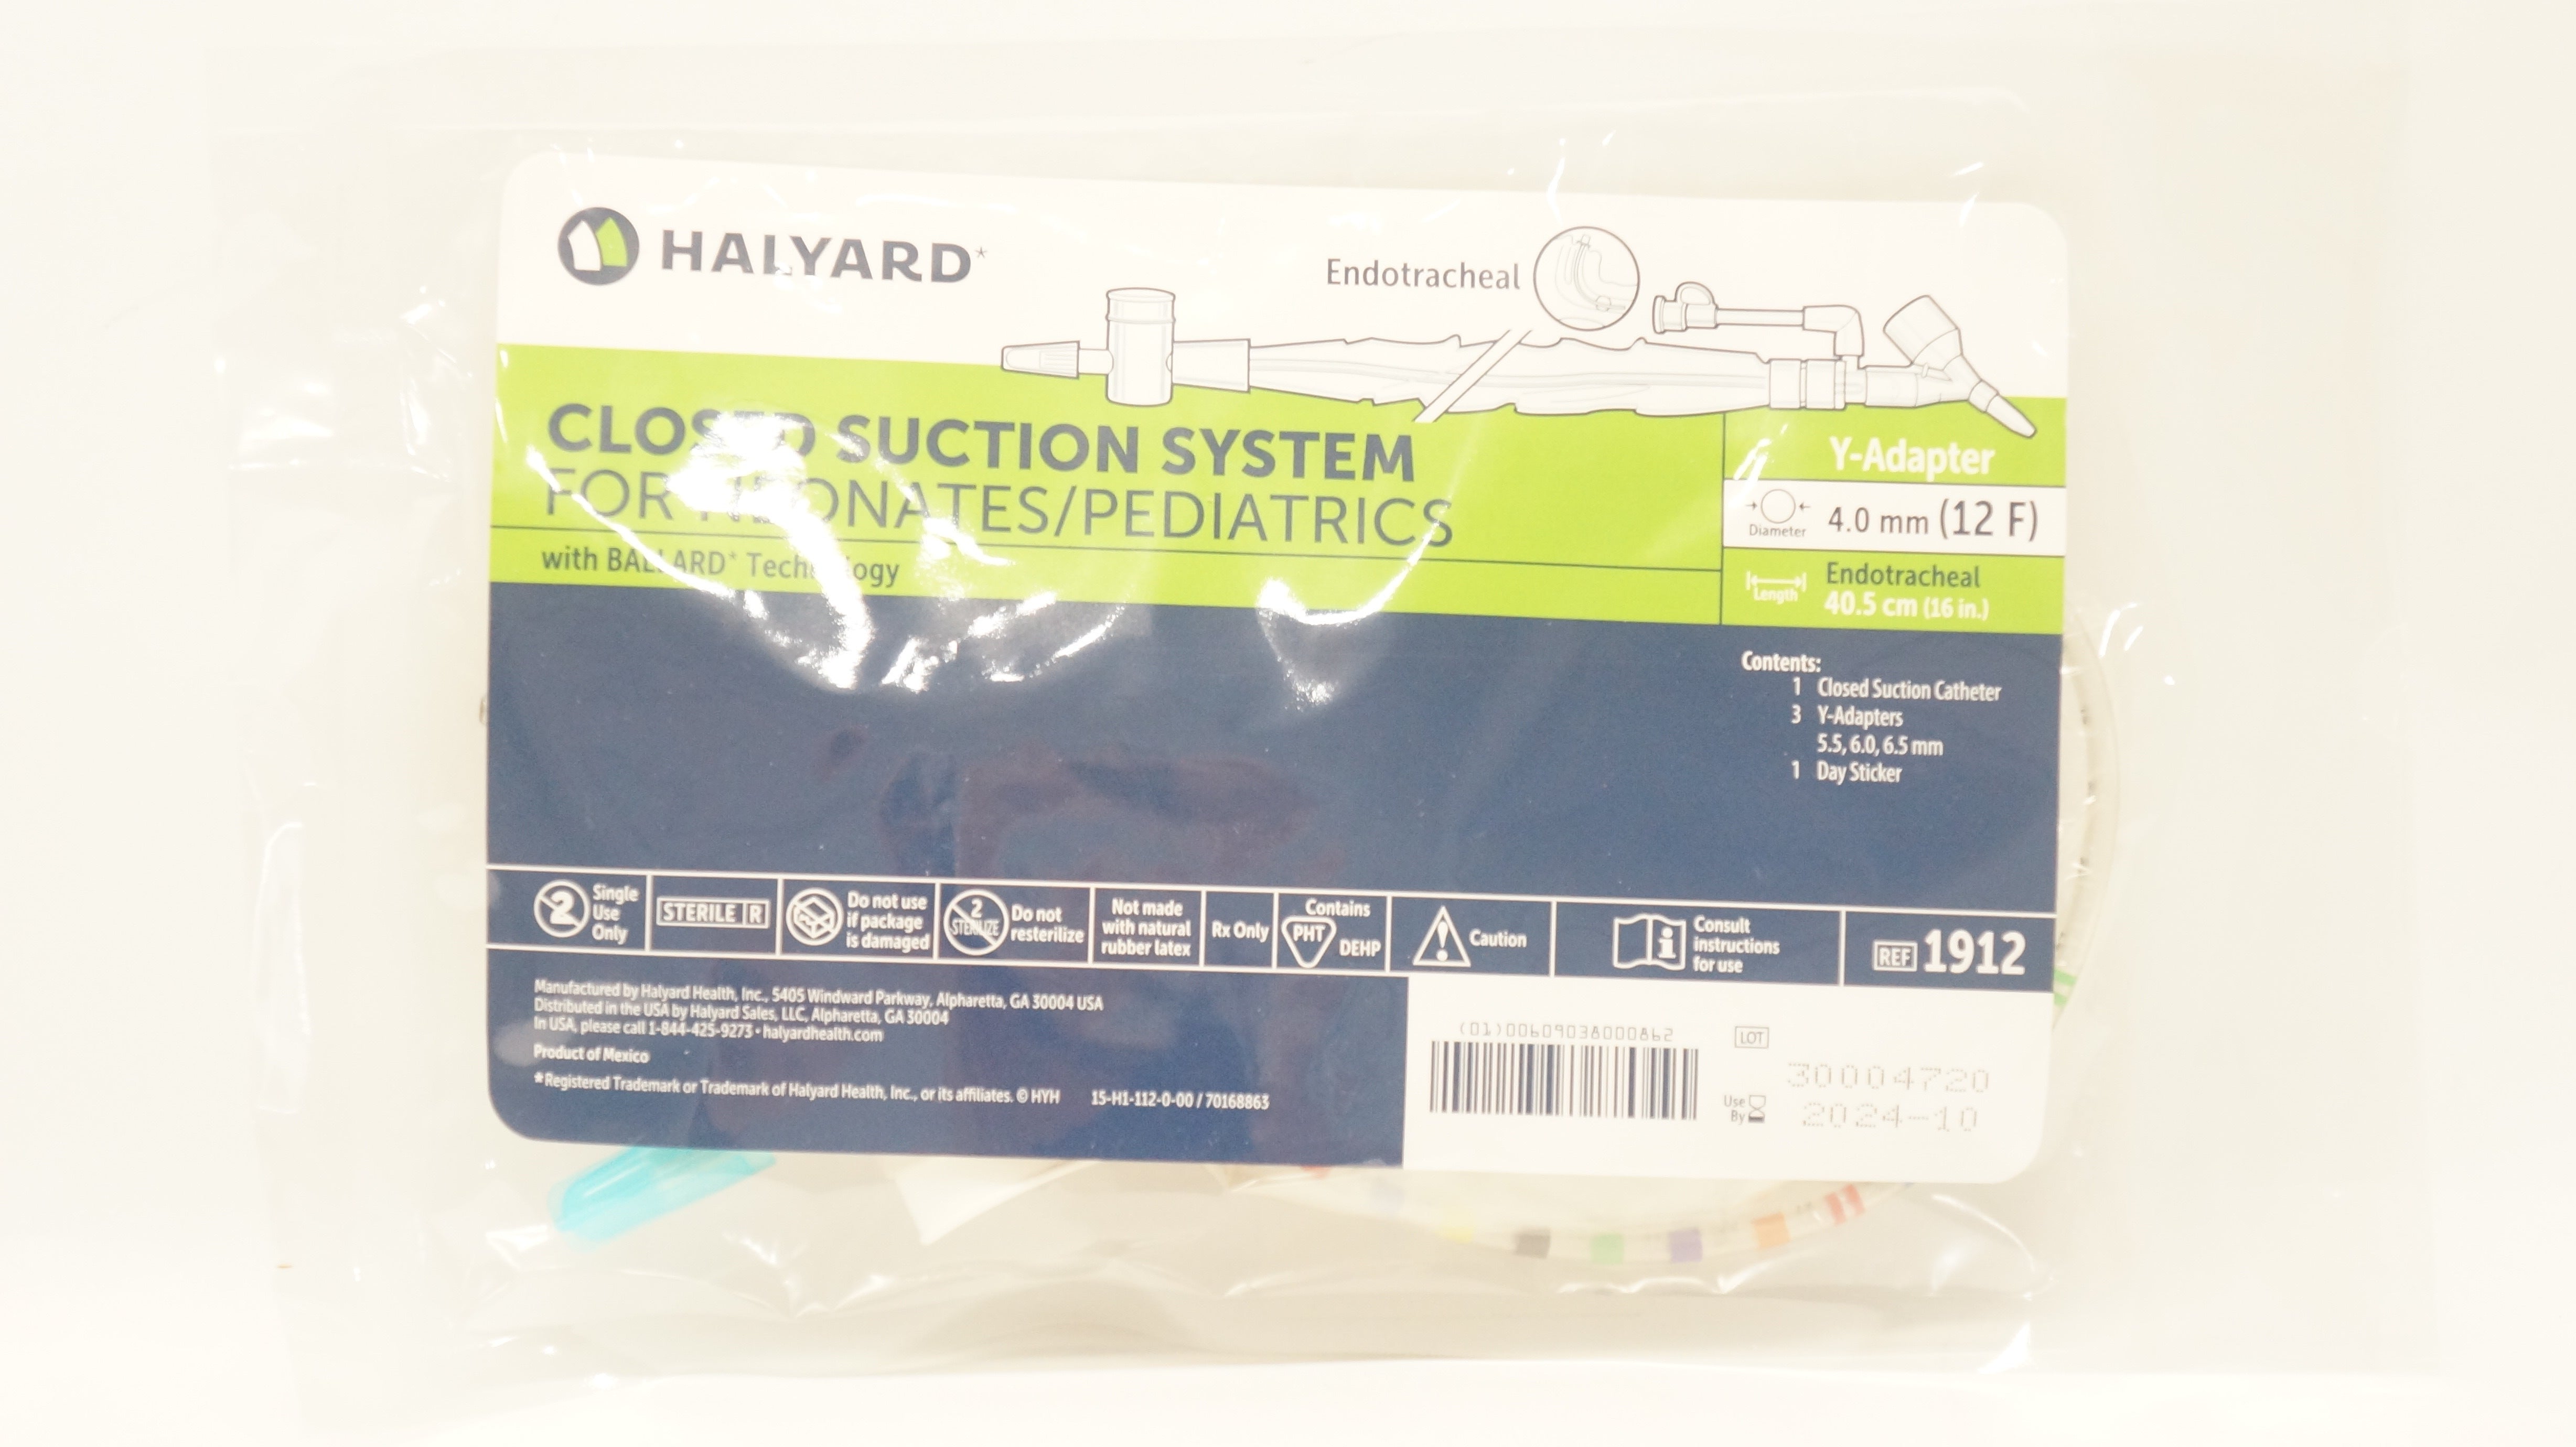 HALYARD*
Endotracheal
CLOSED SUCTION SYSTEM
FOR NEONATES/PEDIATRICS
with BALLARD* Technology
Y-Adapter
Diameter
4.0 mm (12 F)
Length
Endotracheal
40.5 cm (16 in.)
Contents:
1 Closed Suction Catheter
3 Y-Adapters
5.5, 6.0, 6.5 mm
1 Day Sticker
2
Single
Use
Only
STERILE R
Do not use
if package
is damaged
2
STERILIZE
Do not
resterilize
Not made
with natural
rubber latex
Rx Only
Contains
PHT
DEHP
Caution
Consult
instructions
for use
REF 1912
Manufactured by Halyard Health, Inc., 5405 Windward Parkway, Alpharetta, GA 30004 USA
Distributed in the USA by Halyard Sales, LLC, Alpharetta, GA 30004
In USA, please call 1-844-425-9273 • halyardhealth.com
Product of Mexico
*Registered Trademark or Trademark of Halyard Health, Inc., or its affiliates. © HYH 15-H1-112-0-00 / 70168863
(01)00609038000862
LOT
30004720
Use
By
2024-10